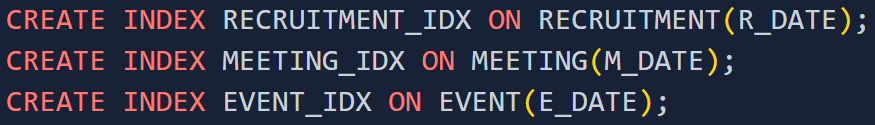 CREATE INDEX RECRUITMENT_IDX ON RECRUITMENT(R_DATE);
CREATE INDEX MEETING_IDX ON MEETING(M_DATE);
CREATE INDEX EVENT_IDX ON EVENT(E_DATE);